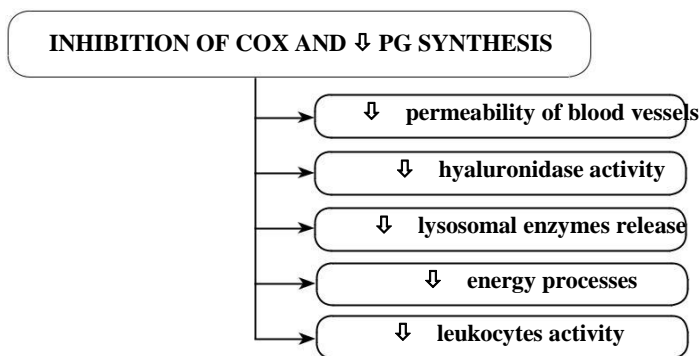 INHIBITION OF COX AND ⇩ PG SYNTHESIS
⇩ permeability of blood vessels
⇩ hyaluronidase activity
⇩ lysosomal enzymes release
⇩ energy processes
⇩ leukocytes activity